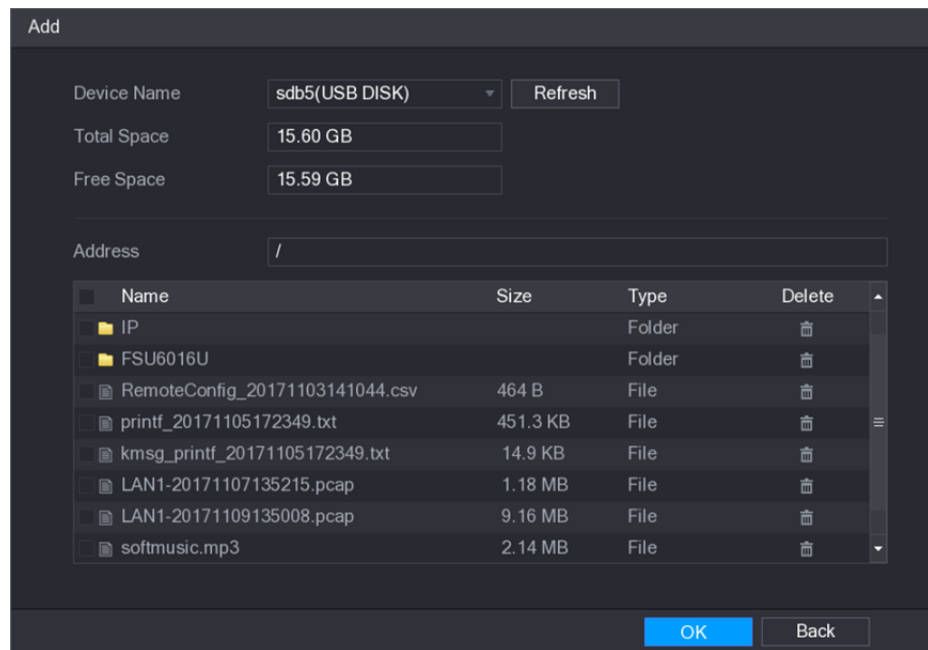 Add
Device Name sdb5(USB DISK) Refresh
Total Space 15.60 GB
Free Space 15.59 GB
Address /
Name Size Type Delete
IP Folder
FSU6016U Folder
RemoteConfig_20171103141044.csv 464 B File
printf_20171105172349.txt 451.3 KB File
kmsg_printf_20171105172349.txt 14.9 KB File
LAN1-20171107135215.pcap 1.18 MB File
LAN1-20171109135008.pcap 9.16 MB File
softmusic.mp3 2.14 MB File
OK Back